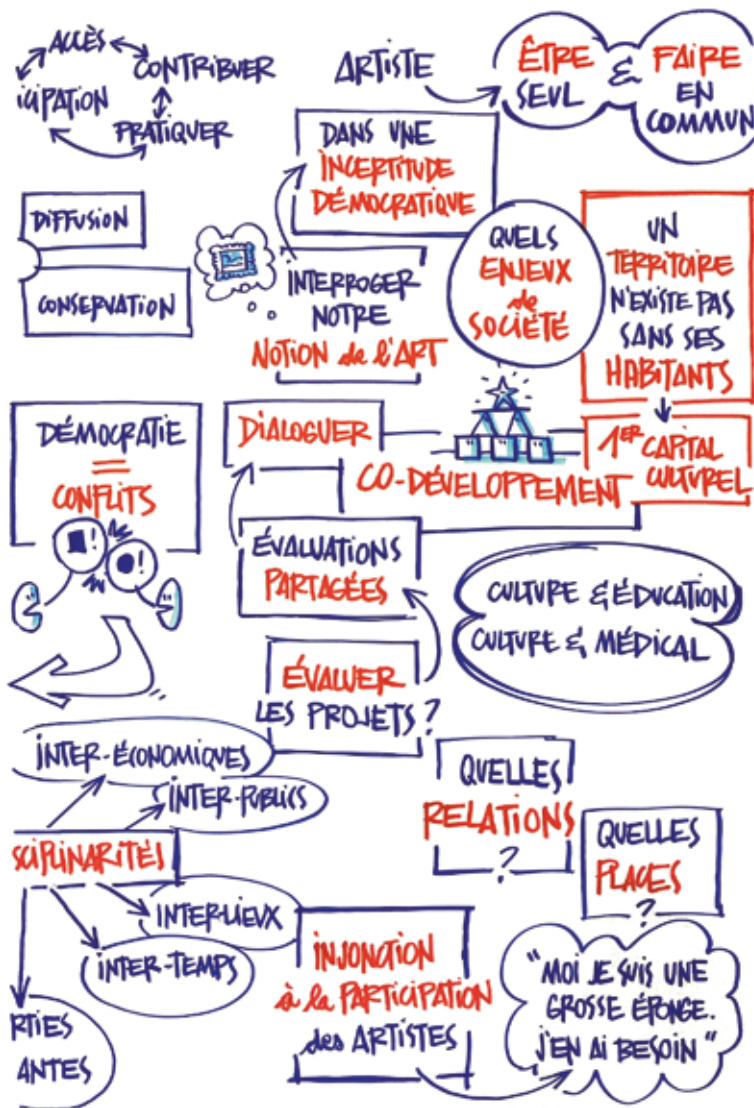 ACCÈS
CONTRIBUER
ICIPATION
PRATIQUER
ARTISTE
ÊTRE
SEUL
&
FAIRE
EN
COMMUN
DANS UNE
INCERTITUDE
DÉMOCRATIQUE
DIFFUSION
CONSERVATION
INTERROGER
NOTRE
NOTION de l'ART
QUELS
ENJEUX
de
SOCIÉTÉ
UN
TERRITOIRE
N'EXISTE PAS
SANS SES
HABITANTS
1ER CAPITAL
CULTUREL
DIALOGUER
CO-DÉVELOPPEMENT
DÉMOCRATIE
=
CONFLITS
!
!
ÉVALUATIONS
PARTAGÉES
CULTURE & ÉDUCATION
CULTURE & MÉDICAL
ÉVALUER
LES PROJETS ?
INTER-ÉCONOMIQUES
INTER-PUBLICS
SCIPLINARITÉS
INTER-LIEUX
INTER-TEMPS
RTIES
ANTES
QUELLES
RELATIONS
?
QUELLES
PLACES
?
INJONCTION
à la PARTICIPATION
des ARTISTES
"MOI JE SUIS UNE
GROSSE ÉPONGE.
J'EN AI BESOIN"